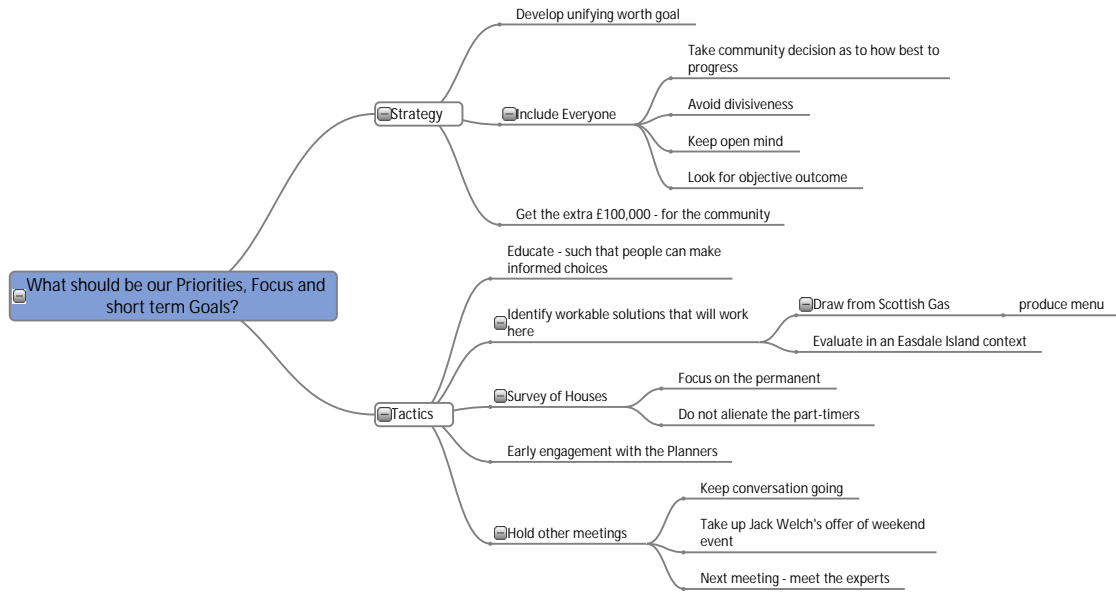 What should be our Priorities, Focus and
short term Goals?
Strategy
Develop unifying worth goal
Include Everyone
Take community decision as to how best to
progress
Avoid divisiveness
Keep open mind
Look for objective outcome
Get the extra £100,000 - for the community
Tactics
Educate - such that people can make
informed choices
Identify workable solutions that will work
here
Draw from Scottish Gas
produce menu
Evaluate in an Easdale Island context
Survey of Houses
Focus on the permanent
Do not alienate the part-timers
Early engagement with the Planners
Hold other meetings
Keep conversation going
Take up Jack Welch's offer of weekend
event
Next meeting - meet the experts